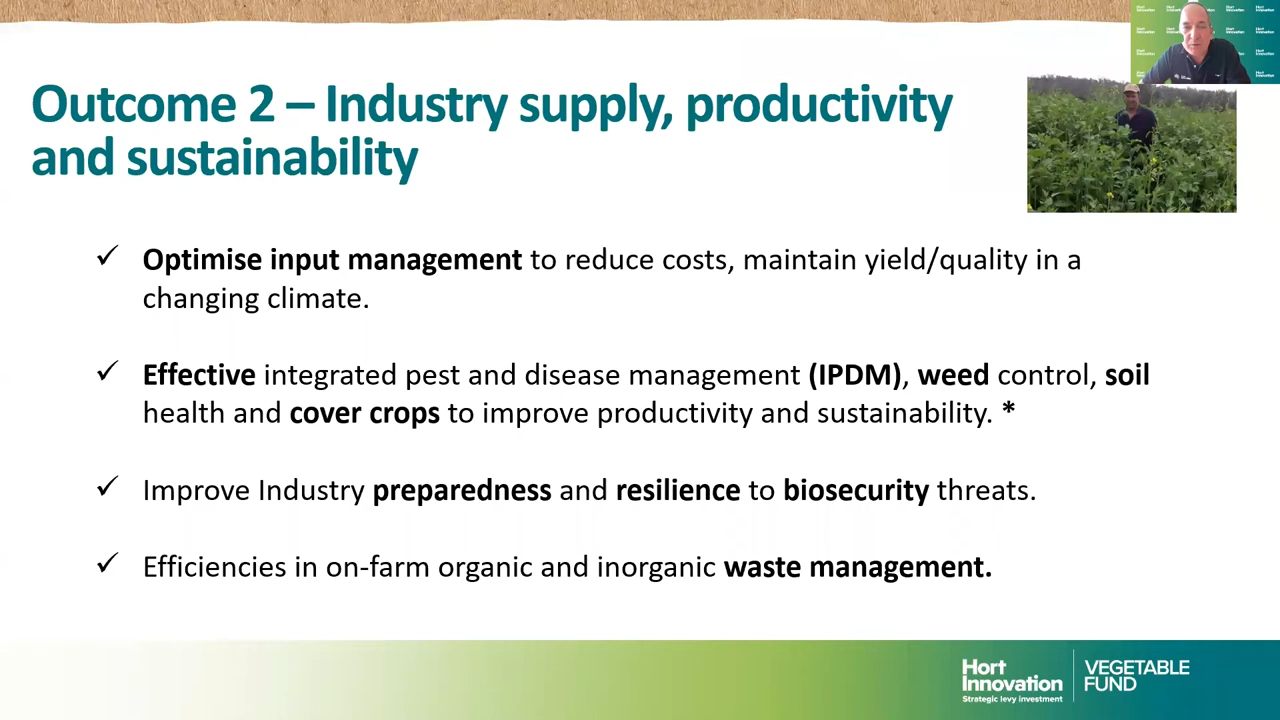 Outcome 2 – Industry supply, productivity
and sustainability
✓ Optimise input management to reduce costs, maintain yield/quality in a
changing climate.
✓ Effective integrated pest and disease management (IPDM), weed control, soil
health and cover crops to improve productivity and sustainability. *
✓ Improve Industry preparedness and resilience to biosecurity threats.
✓ Efficiencies in on-farm organic and inorganic waste management.
Hort
Innovation
Strategic levy investment
VEGETABLE
FUND